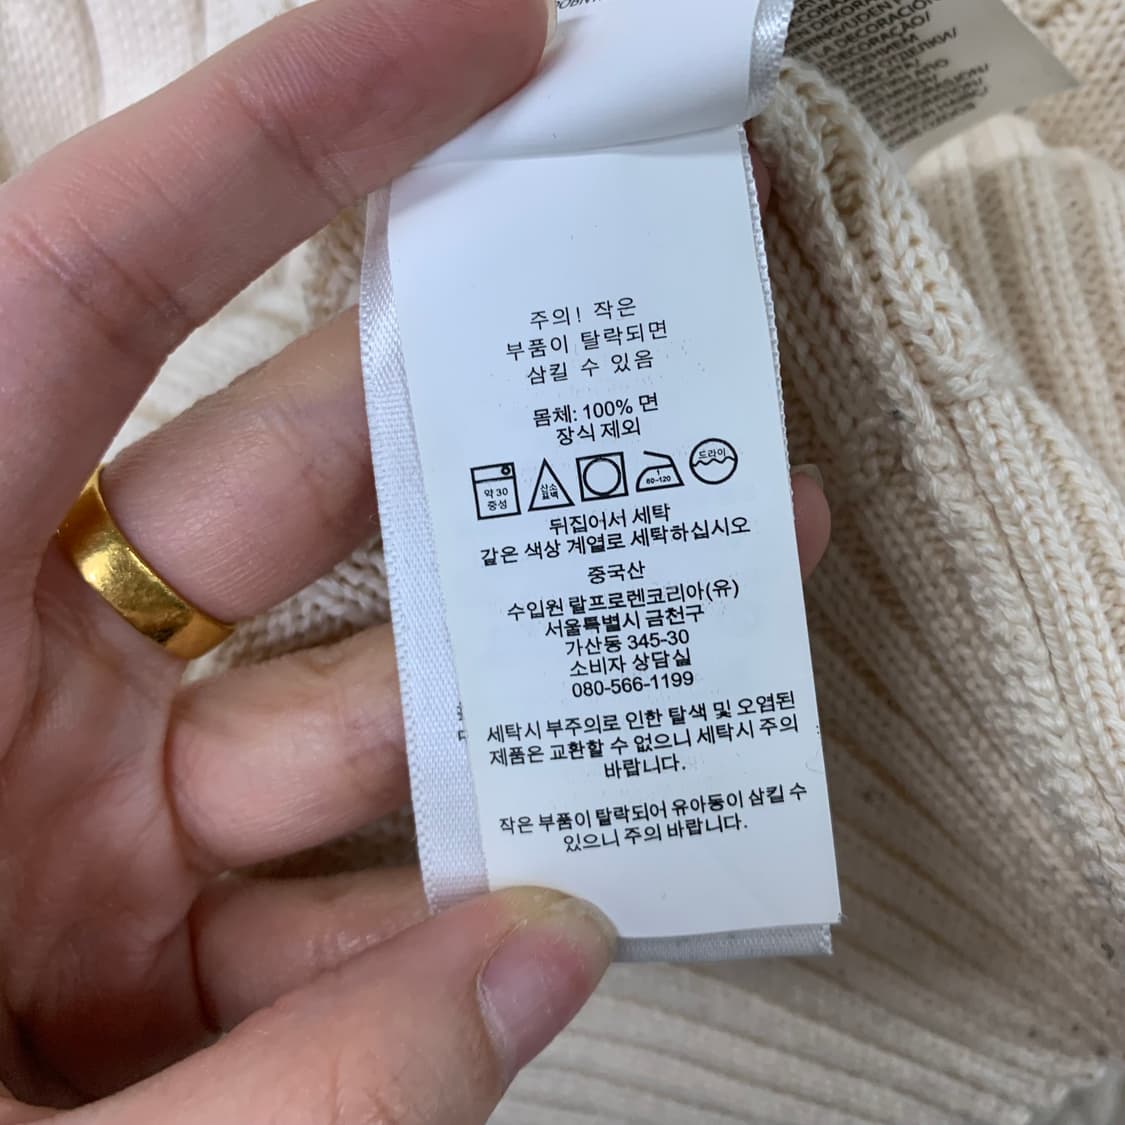 주의! 작은
부품이 탈락되면
삼킬 수 있음
몸체: 100% 면
장식 제외
약 30
중성
산소
표백
60~120
드라이
뒤집어서 세탁
같은 색상 계열로 세탁하십시오
중국산
수입원 랄프로렌코리아(유)
서울특별시 금천구
가산동 345-30
소비자 상담실
080-566-1199
세탁시 부주의로 인한 탈색 및 오염된
제품은 교환할 수 없으니 세탁시 주의
바랍니다.
작은 부품이 탈락되어 유아동이 삼킬 수
있으니 주의 바랍니다.
LA DECORACIÓN/
DECORAÇÃO/